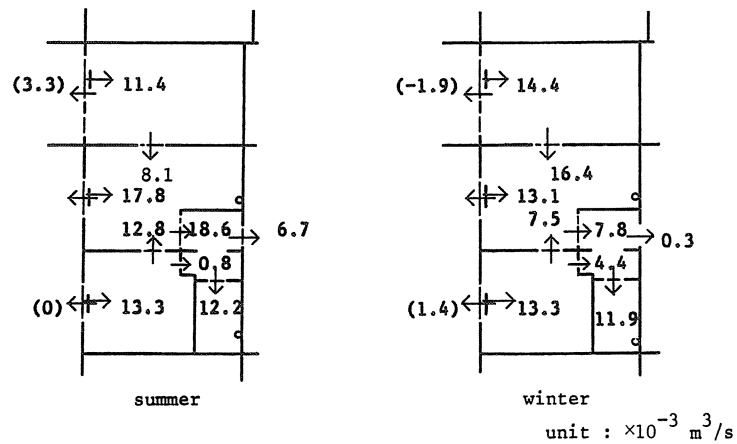 (3.3) 11.4
8.1
17.8
12.8 18.6 6.7
0.8
(0) 13.3 12.2
summer
(-1.9) 14.4
16.4
13.1
7.5 7.8 0.3
4.4
(1.4) 13.3 11.9
winter
unit : ×10⁻³ m³/s